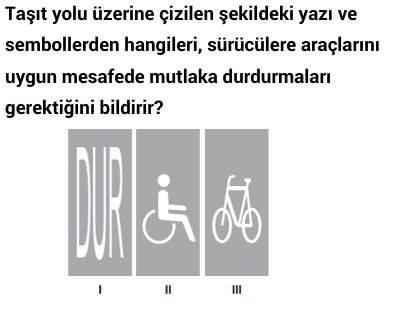 Taşıt yolu üzerine çizilen şekildeki yazı ve
sembollerden hangileri, sürücülere araçlarını
uygun mesafede mutlaka durdurmaları
gerektiğini bildirir?
DUR
I II III